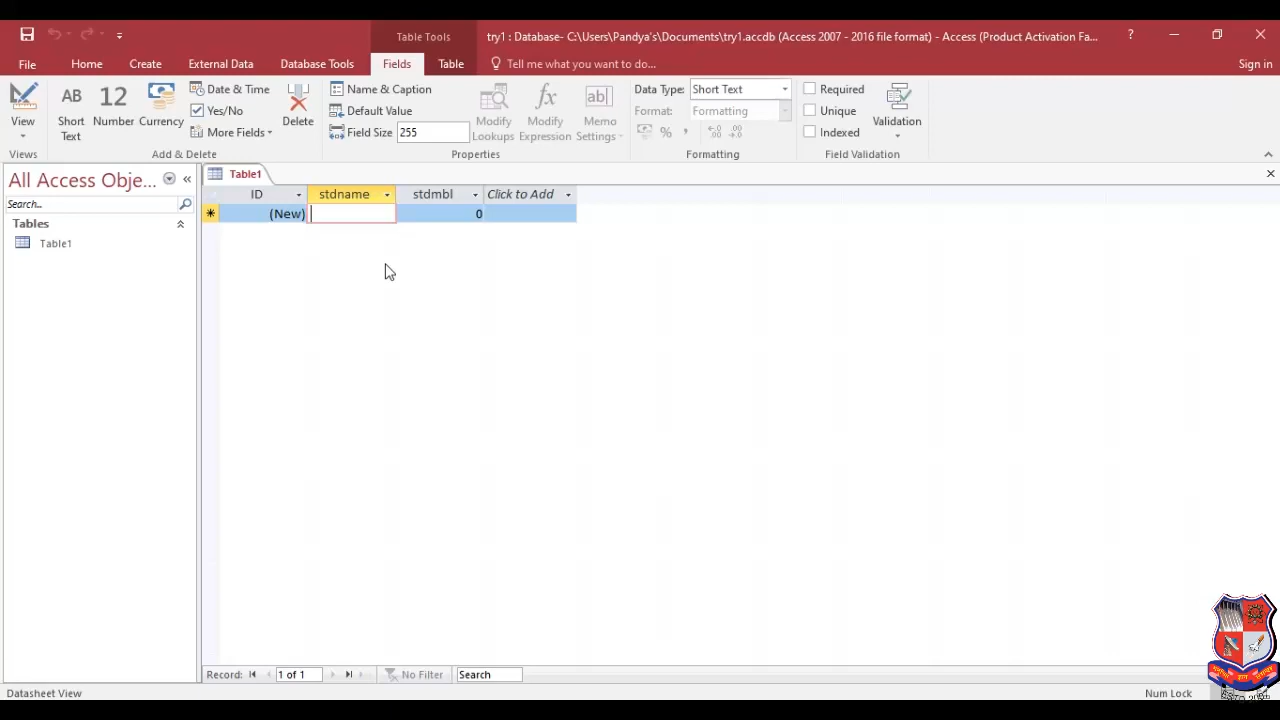 Table Tools
try1 : Database- C:\Users\Pandya's\Documents\try1.accdb (Access 2007 - 2016 file format) - Access (Product Activation Fa...
?
File Home Create External Data Database Tools Fields Table Tell me what you want to do... Sign in
View
AB Short Text
12 Number
Currency
Date & Time
Yes/No
More Fields
Delete
Name & Caption
Default Value
Field Size 255
Modify Lookups
fx Modify Expression
ab| Memo Settings
Data Type: Short Text
Format: Formatting
%
Required
Unique
Indexed
Validation
Views Add & Delete Properties Formatting Field Validation
All Access Obje... «
Search..
Tables
Table1
Table1
ID stdname stdmbl Click to Add
(New) 0
Record: 1 of 1 No Filter Search
Datasheet View Num Lock